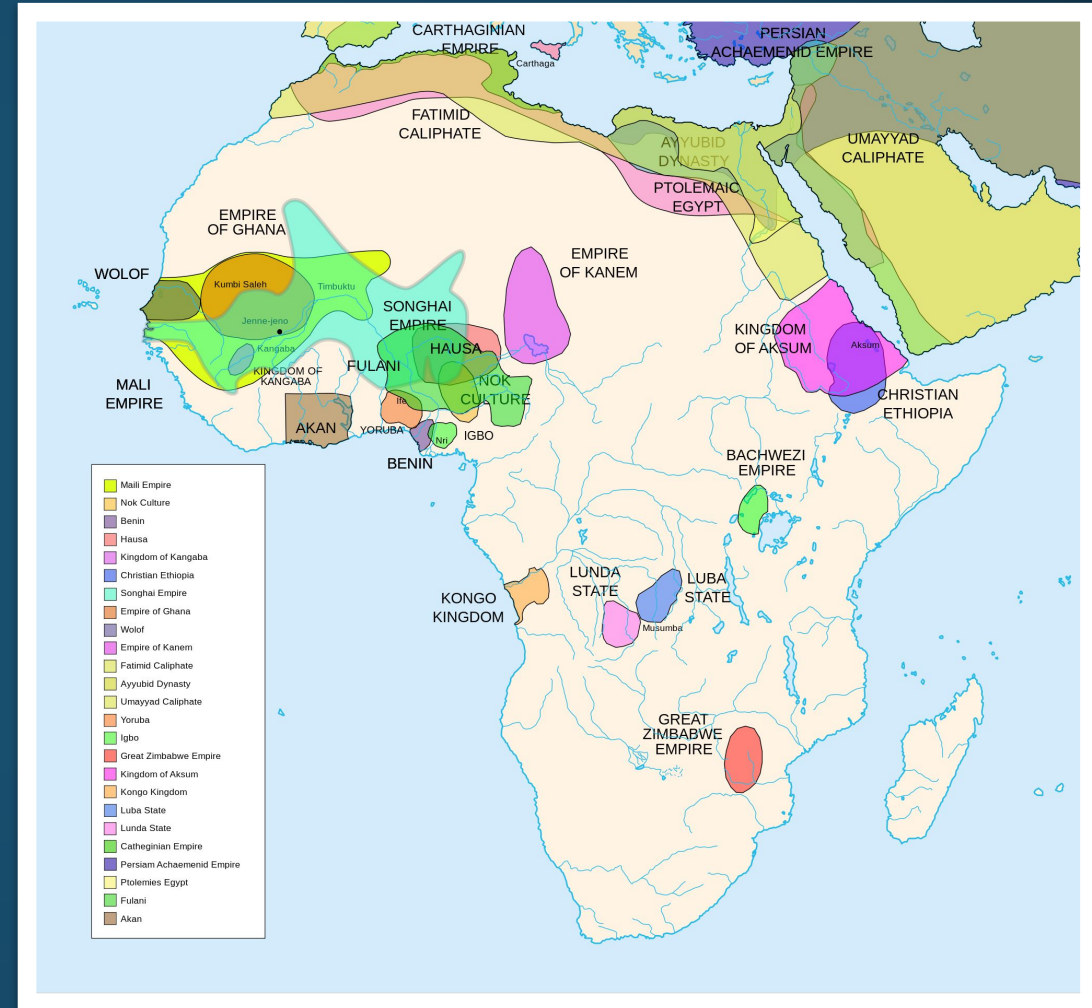 CARTHAGINIAN
EMPIRE
Carthaga
PERSIAN
ACHAEMENID EMPIRE
FATIMID
CALIPHATE
AYYUBID
DYNASTY
UMAYYAD
CALIPHATE
PTOLEMAIC
EGYPT
EMPIRE
OF GHANA
WOLOF
Kumbi Saleh
Timbuktu
EMPIRE
OF KANEM
SONGHAI
EMPIRE
Jenne-jeno
HAUSA
KINGDOM
OF AKSUM
Aksum
Kangaba
KINGDOM OF
KANGABA
FULANI
NOK
CULTURE
MALI
EMPIRE
CHRISTIAN
ETHIOPIA
Ife
AKAN
YORUBA
Nri
IGBO
BENIN
BACHWEZI
EMPIRE
LUNDA
STATE
LUBA
STATE
KONGO
KINGDOM
Musumba
GREAT
ZIMBABWE
EMPIRE
Maili Empire
Nok Culture
Benin
Hausa
Kingdom of Kangaba
Christian Ethiopia
Songhai Empire
Empire of Ghana
Wolof
Empire of Kanem
Fatimid Caliphate
Ayyubid Dynasty
Umayyad Caliphate
Yoruba
Igbo
Great Zimbabwe Empire
Kingdom of Aksum
Kongo Kingdom
Luba State
Lunda State
Catheginian Empire
Persiam Achaemenid Empire
Ptolemies Egypt
Fulani
Akan